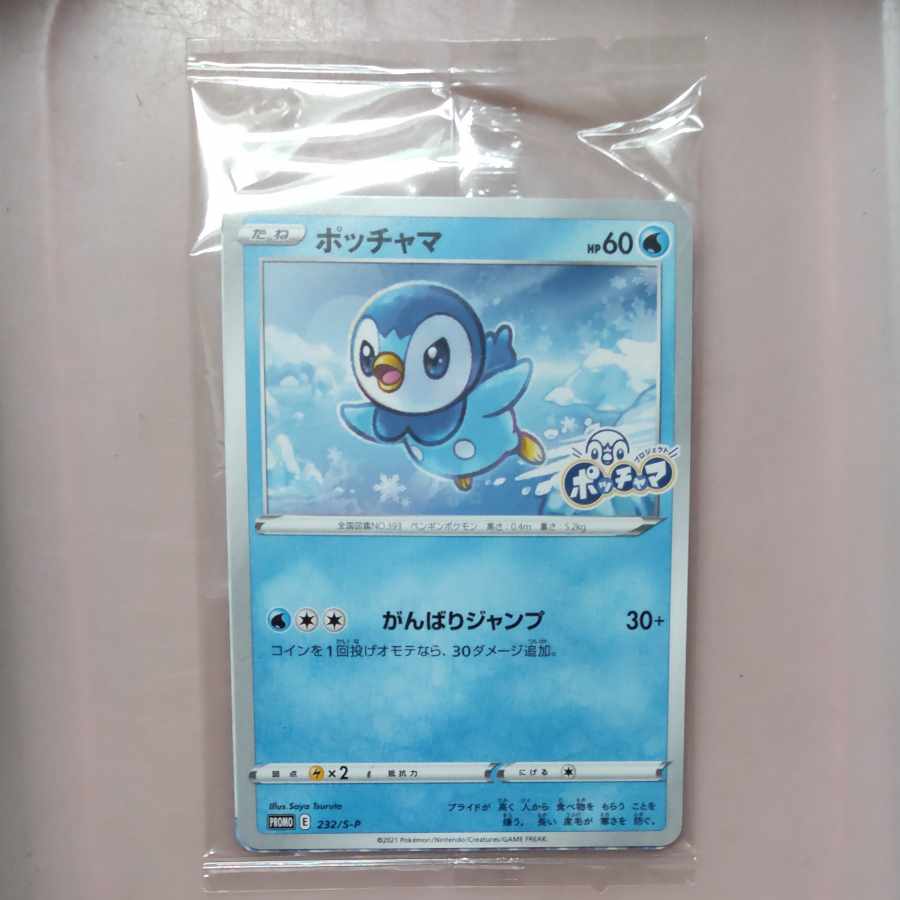 たね ポッチャマ HP60
プロジェクト
ポッチャマ
全国図鑑NO.393 ペンギンポケモン 高さ:0.4m 重さ:5.2kg
がんばりジャンプ 30+
コインを1回投げオモテなら、30ダメージ追加。
弱点 ×2 抵抗力 にげる
Illus. Saya Tsuruta
PROMO E 232/S-P
プライドが 高く 人から 食べ物を もらう ことを
嫌う。長い 産毛が 寒さを 防ぐ。
©2021 Pokémon/Nintendo/Creatures/GAME FREAK.